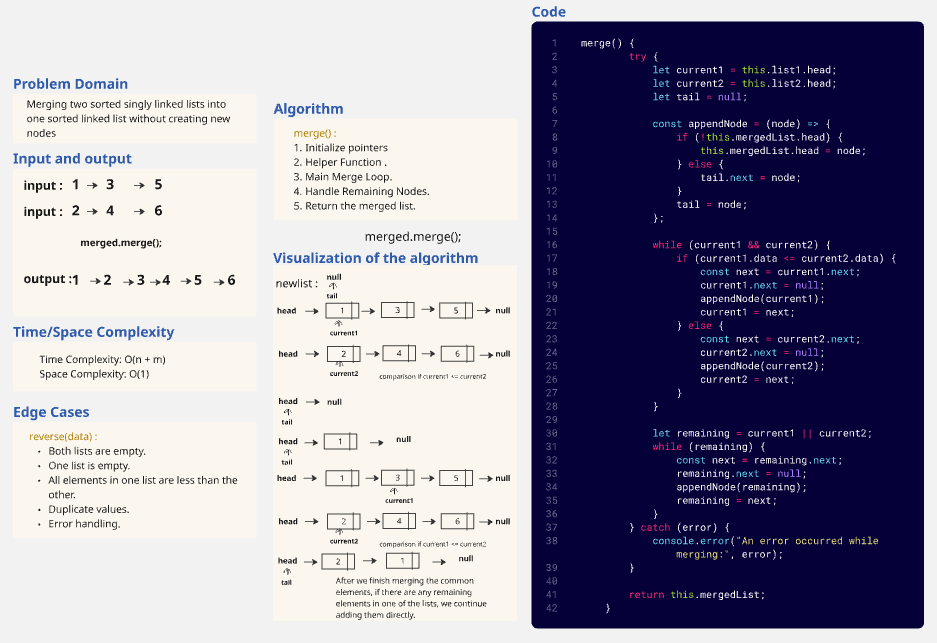 Problem Domain
Merging two sorted singly linked lists into
one sorted linked list without creating new
nodes
Input and output
input : 1 → 3 → 5
input : 2 → 4 → 6
merged.merge();
output :1 → 2 → 3 → 4 → 5 → 6
Time/Space Complexity
Time Complexity: O(n + m)
Space Complexity: O(1)
Edge Cases
reverse(data) :
• Both lists are empty.
• One list is empty.
• All elements in one list are less than the
other.
• Duplicate values.
• Error handling.
Algorithm
merge() :
1. Initialize pointers
2. Helper Function .
3. Main Merge Loop.
4. Handle Remaining Nodes.
5. Return the merged list.
merged.merge();
Visualization of the algorithm
null
newlist :
tail
head → 1 → 3 → 5 → null
current1
head → 2 → 4 → 6 → null
current2
comparison if current1 <= current2
head → null
tail
head → 1 → null
tail
head → 1 → 3 → 5 → null
current1
head → 2 → 4 → 6 → null
current2
comparison if current1 <= current2
head → 2 → 1 → null
tail
After we finish merging the common
elements, if there are any remaining
elements in one of the lists, we continue
adding them directly.
Code
1 merge() {
2 try {
3 let current1 = this.list1.head;
4 let current2 = this.list2.head;
5 let tail = null;
6
7 const appendNode = (node) => {
8 if (!this.mergedList.head) {
9 this.mergedList.head = node;
10 } else {
11 tail.next = node;
12 }
13 tail = node;
14 };
15
16 while (current1 && current2) {
17 if (current1.data <= current2.data) {
18 const next = current1.next;
19 current1.next = null;
20 appendNode(current1);
21 current1 = next;
22 } else {
23 const next = current2.next;
24 current2.next = null;
25 appendNode(current2);
26 current2 = next;
27 }
28 }
29
30 let remaining = current1 || current2;
31 while (remaining) {
32 const next = remaining.next;
33 remaining.next = null;
34 appendNode(remaining);
35 remaining = next;
36 }
37 } catch (error) {
38 console.error("An error occurred while
merging:", error);
39 }
40
41 return this.mergedList;
42 }